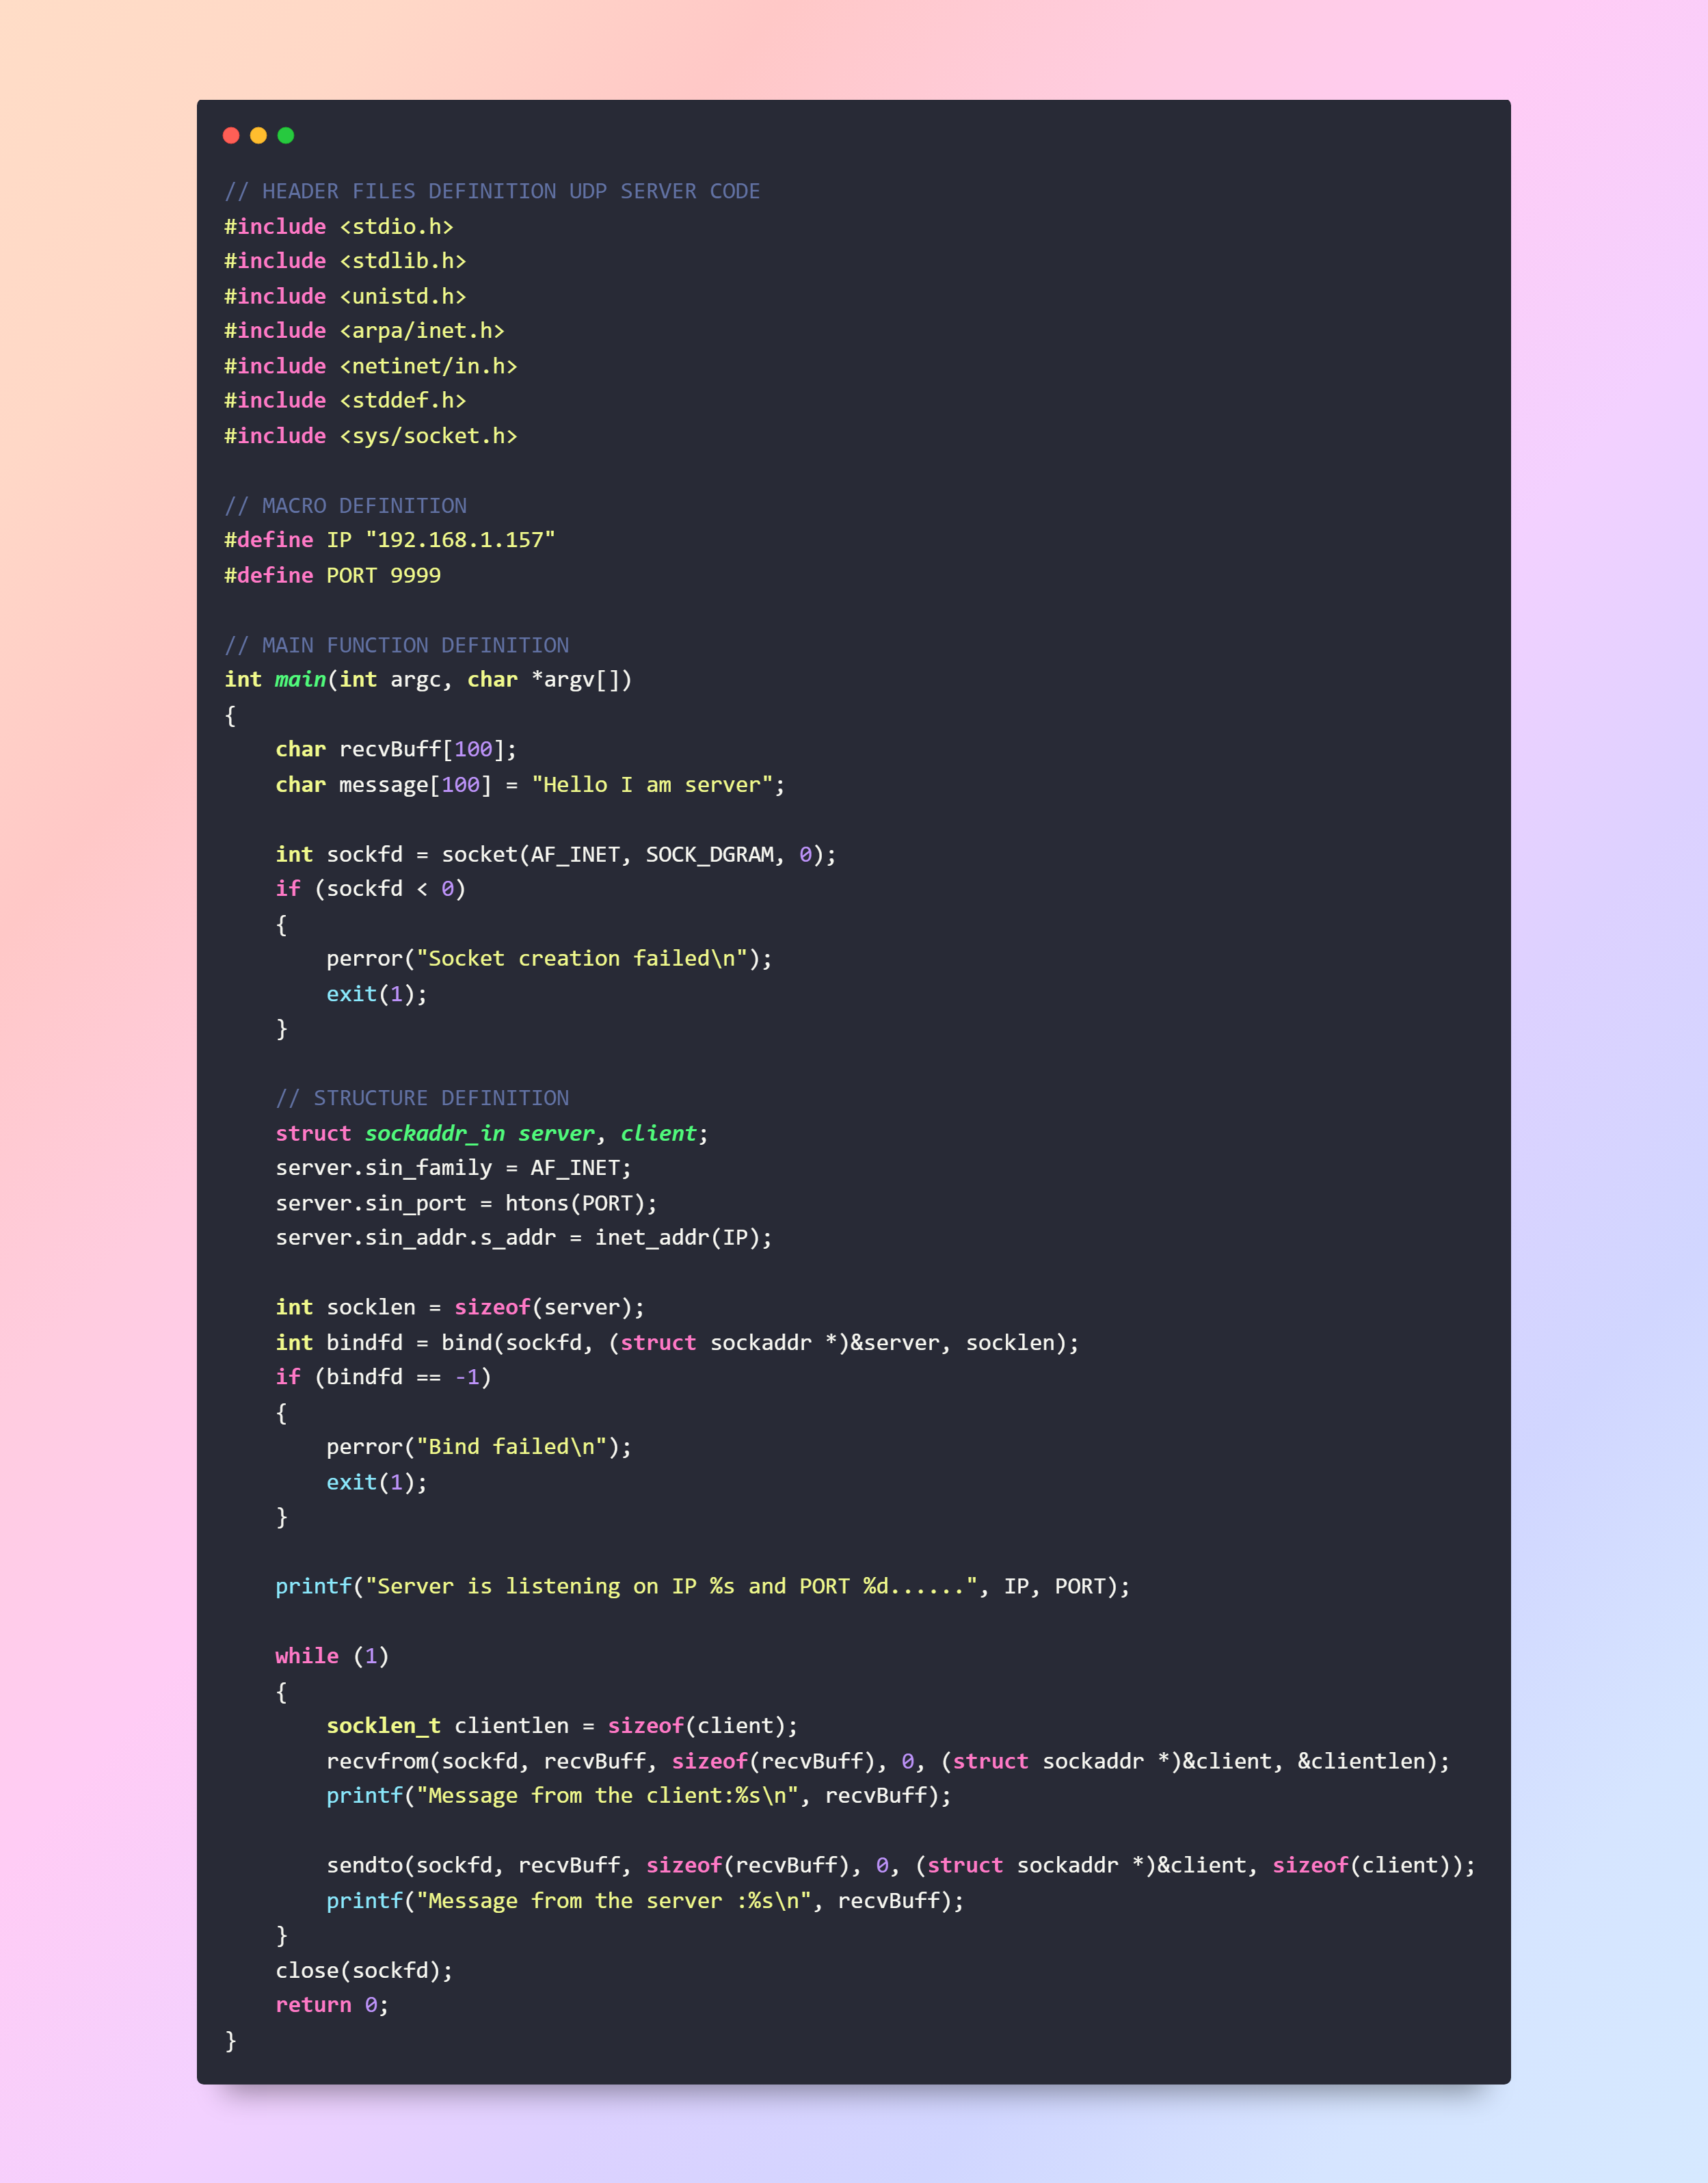 // HEADER FILES DEFINITION UDP SERVER CODE
#include <stdio.h>
#include <stdlib.h>
#include <unistd.h>
#include <arpa/inet.h>
#include <netinet/in.h>
#include <stddef.h>
#include <sys/socket.h>

// MACRO DEFINITION
#define IP "192.168.1.157"
#define PORT 9999

// MAIN FUNCTION DEFINITION
int main(int argc, char *argv[])
{
    char recvBuff[100];
    char message[100] = "Hello I am server";

    int sockfd = socket(AF_INET, SOCK_DGRAM, 0);
    if (sockfd < 0)
    {
        perror("Socket creation failed\n");
        exit(1);
    }

    // STRUCTURE DEFINITION
    struct sockaddr_in server, client;
    server.sin_family = AF_INET;
    server.sin_port = htons(PORT);
    server.sin_addr.s_addr = inet_addr(IP);

    int socklen = sizeof(server);
    int bindfd = bind(sockfd, (struct sockaddr *)&server, socklen);
    if (bindfd == -1)
    {
        perror("Bind failed\n");
        exit(1);
    }

    printf("Server is listening on IP %s and PORT %d......", IP, PORT);

    while (1)
    {
        socklen_t clientlen = sizeof(client);
        recvfrom(sockfd, recvBuff, sizeof(recvBuff), 0, (struct sockaddr *)&client, &clientlen);
        printf("Message from the client:%s\n", recvBuff);

        sendto(sockfd, recvBuff, sizeof(recvBuff), 0, (struct sockaddr *)&client, sizeof(client));
        printf("Message from the server :%s\n", recvBuff);
    }
    close(sockfd);
    return 0;
}